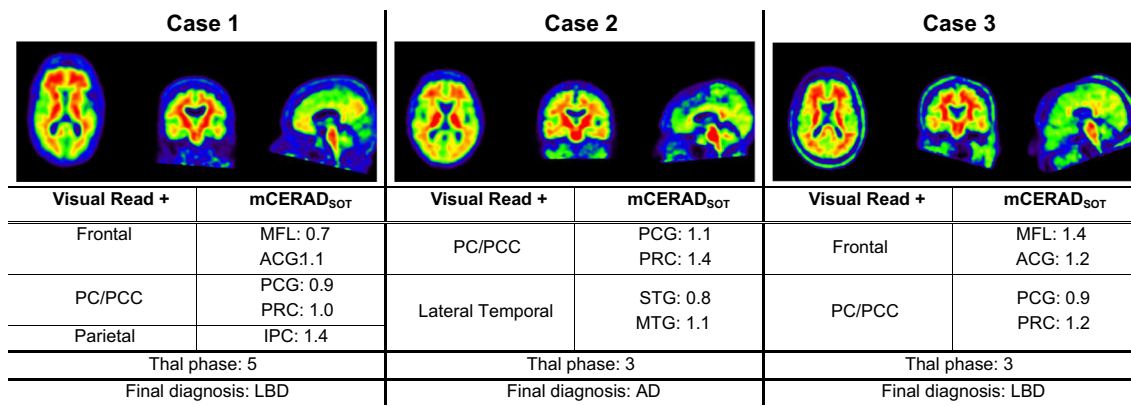 Case 1 Case 2 Case 3
Visual Read + mCERAD_SOT Visual Read + mCERAD_SOT Visual Read + mCERAD_SOT
Frontal MFL: 0.7 PC/PCC PCG: 1.1 Frontal MFL: 1.4
ACG1.1 PRC: 1.4 ACG: 1.2
PC/PCC PCG: 0.9 Lateral Temporal STG: 0.8 PC/PCC PCG: 0.9
PRC: 1.0 MTG: 1.1 PRC: 1.2
Parietal IPC: 1.4
Thal phase: 5 Thal phase: 3 Thal phase: 3
Final diagnosis: LBD Final diagnosis: AD Final diagnosis: LBD